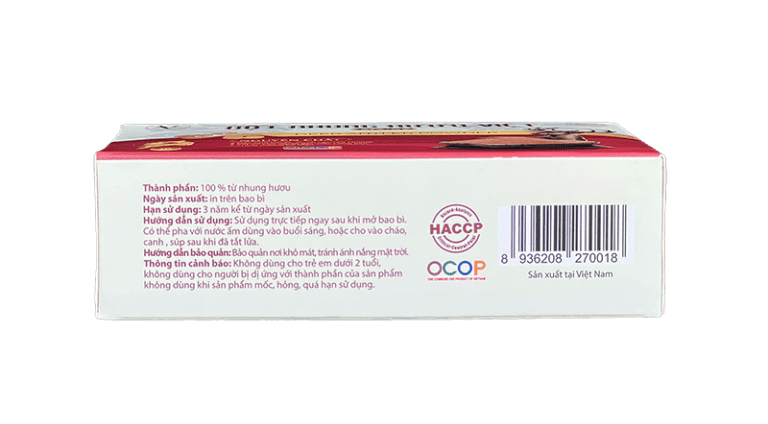 BỘT NHUNG HƯƠU VIỆT
NGUYÊN CHẤT
Thành phần: 100 % từ nhung hươu
Ngày sản xuất: in trên bao bì
Hạn sử dụng: 3 năm kể từ ngày sản xuất
Hướng dẫn sử dụng: Sử dụng trực tiếp ngay sau khi mở bao bì.
Có thể pha với nước ấm dùng vào buổi sáng, hoặc cho vào cháo,
canh , súp sau khi đã tắt lửa.
Hướng dẫn bảo quản: Bảo quản nơi khô mát, tránh ánh nắng mặt trời,
Thông tin cảnh báo: Không dùng cho trẻ em dưới 2 tuổi,
không dùng cho người bị dị ứng với thành phần của sản phẩm
không dùng khi sản phẩm mốc, hỏng, quá hạn sử dụng.
HACCP
OCOP
8 936208 270018
Sản xuất tại Việt Nam